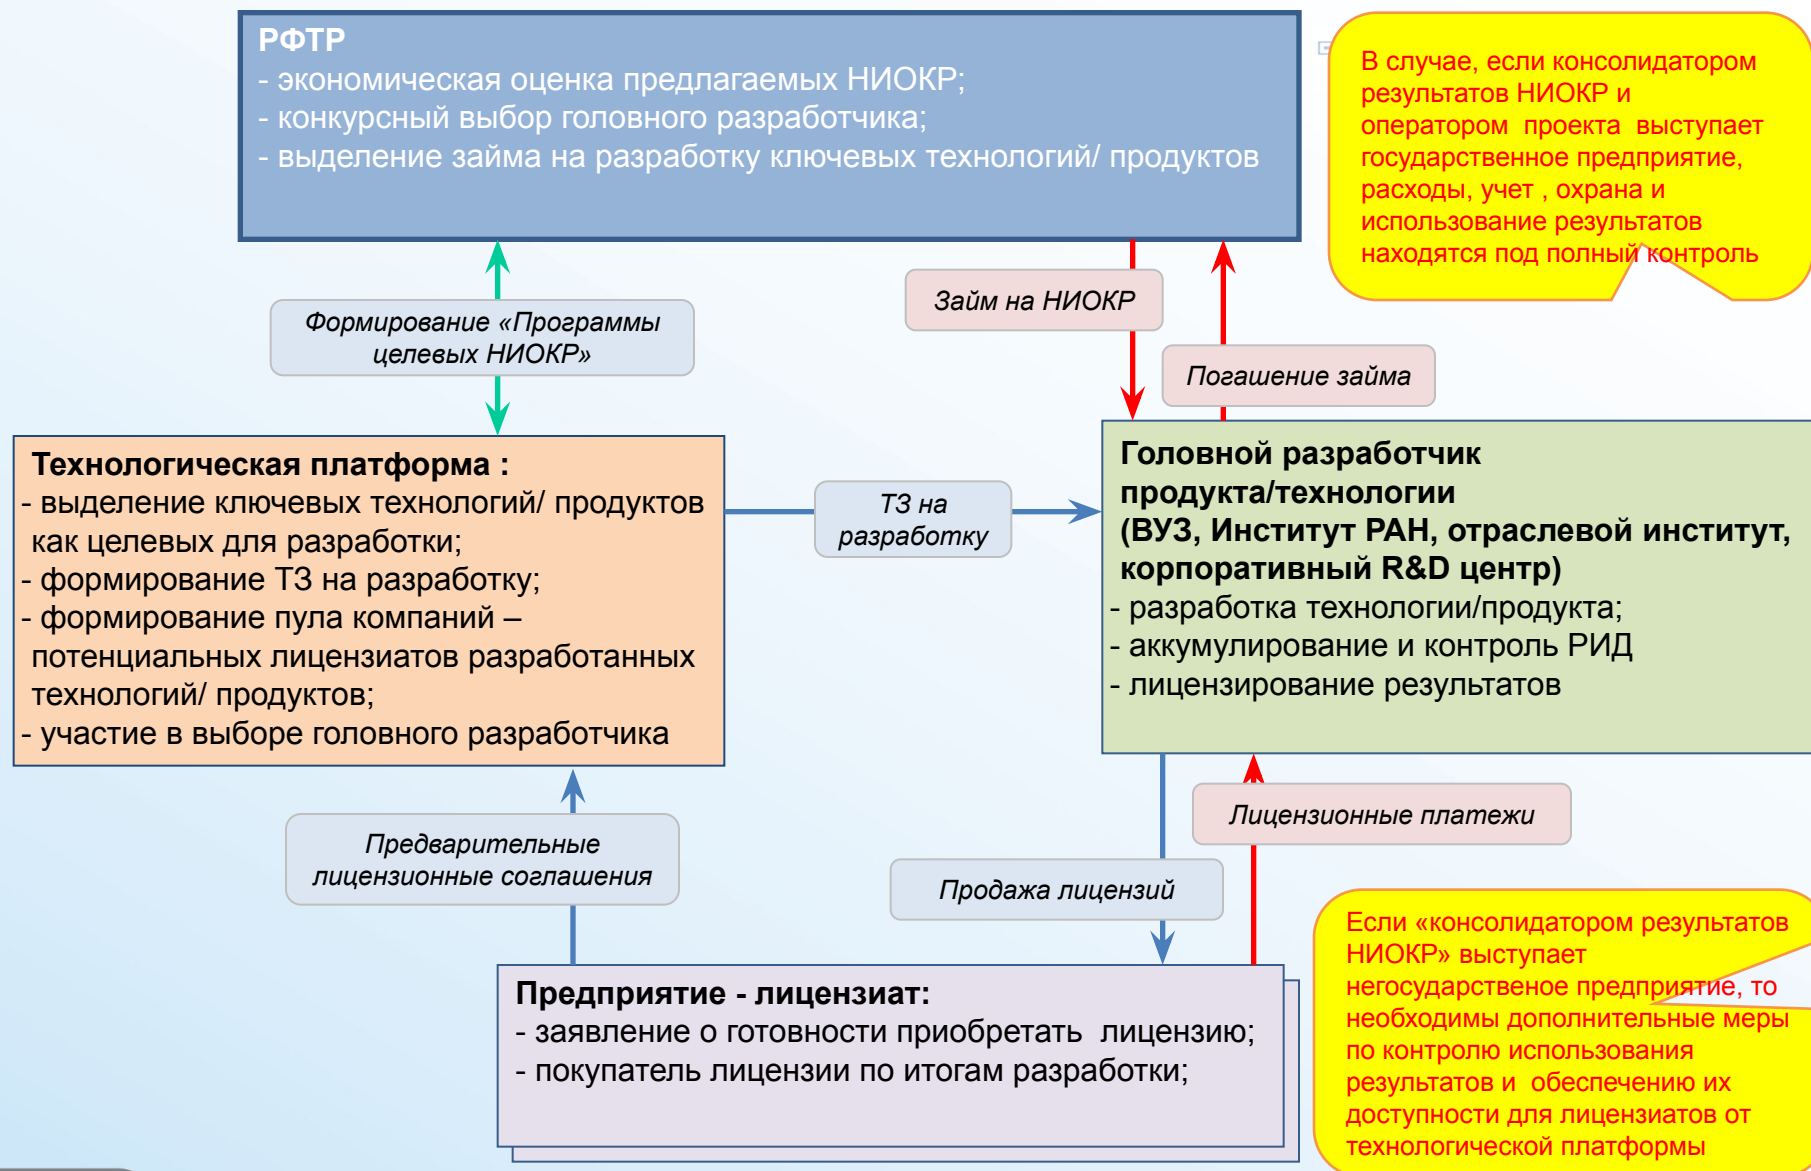 РФТР
- экономическая оценка предлагаемых НИОКР;
- конкурсный выбор головного разработчика;
- выделение займа на разработку ключевых технологий/ продуктов
В случае, если консолидатором
результатов НИОКР и
оператором проекта выступает
государственное предприятие,
расходы, учет , охрана и
использование результатов
находятся под полный контроль
Формирование «Программы
целевых НИОКР»
Займ на НИОКР
Погашение займа
Технологическая платформа :
- выделение ключевых технологий/ продуктов
как целевых для разработки;
- формирование ТЗ на разработку;
- формирование пула компаний –
потенциальных лицензиатов разработанных
технологий/ продуктов;
- участие в выборе головного разработчика
ТЗ на
разработку
Головной разработчик
продукта/технологии
(ВУЗ, Институт РАН, отраслевой институт,
корпоративный R&D центр)
- разработка технологии/продукта;
- аккумулирование и контроль РИД
- лицензирование результатов
Предварительные
лицензионные соглашения
Лицензионные платежи
Продажа лицензий
Предприятие - лицензиат:
- заявление о готовности приобретать лицензию;
- покупатель лицензии по итогам разработки;
Если «консолидатором результатов
НИОКР» выступает
негосударственое предприятие, то
необходимы дополнительные меры
по контролю использования
результатов и обеспечению их
доступности для лицензиатов от
технологической платформы